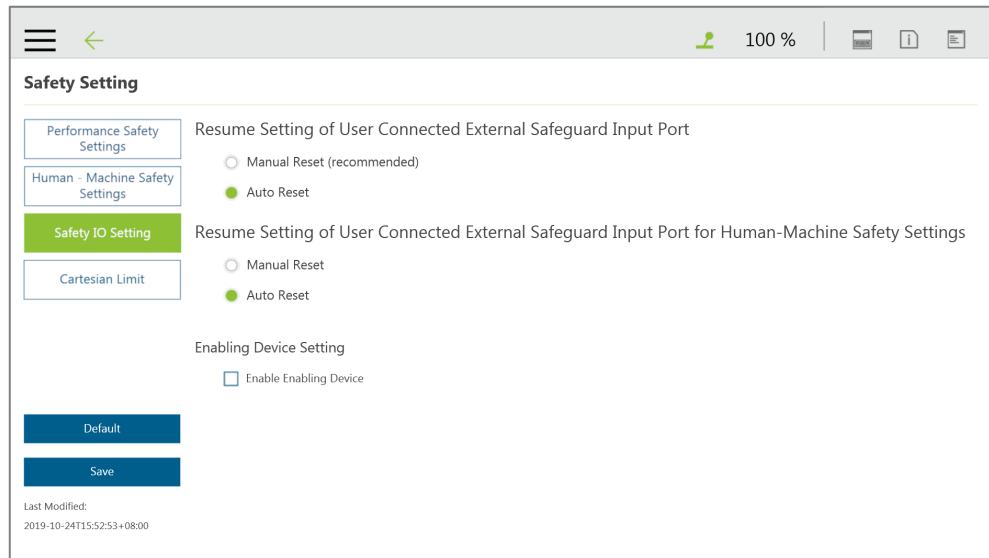 100 %
Safety Setting
Performance Safety
Settings
Human - Machine Safety
Settings
Safety IO Setting
Cartesian Limit
Resume Setting of User Connected External Safeguard Input Port
Manual Reset (recommended)
Auto Reset
Resume Setting of User Connected External Safeguard Input Port for Human-Machine Safety Settings
Manual Reset
Auto Reset
Enabling Device Setting
Enable Enabling Device
Default
Save
Last Modified:
2019-10-24T15:52:53+08:00